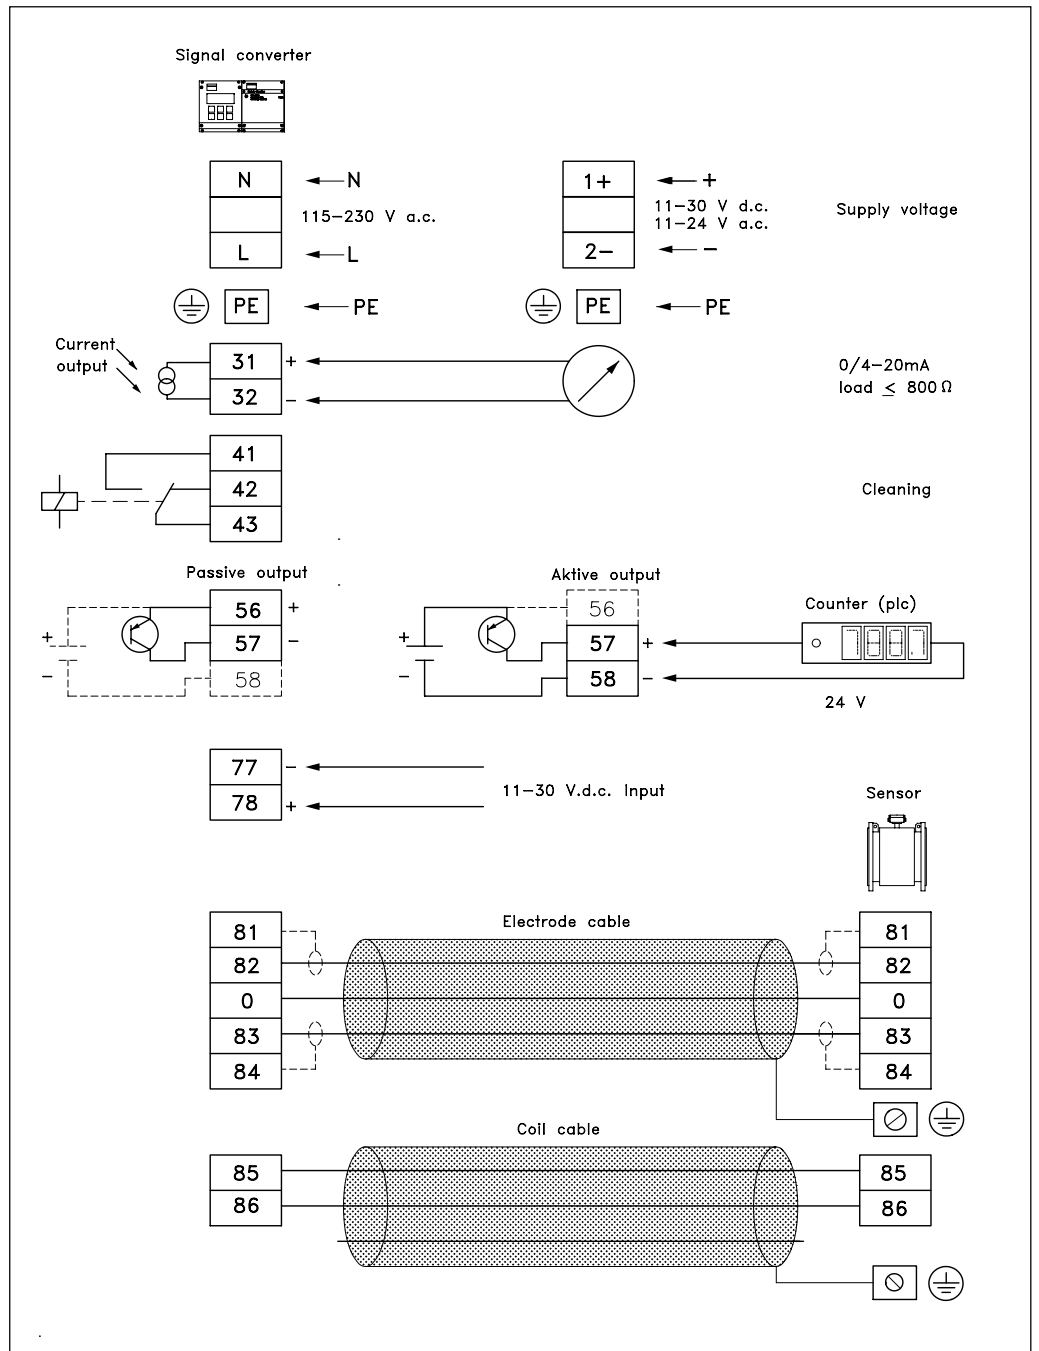 Signal converter
N
N
115-230 V a.c.
L
L
1+
+
11-30 V d.c.
11-24 V a.c.
2-
-
Supply voltage
PE
PE
PE
PE
Current
output
31
+
32
-
0/4-20mA
load ≤ 800 Ω
41
42
43
Cleaning
Passive output
56
+
57
-
58
+
-
Aktive output
56
57
+
58
-
+
-
Counter (plc)
24 V
77
-
78
+
11-30 V.d.c. Input
Sensor
81
82
0
83
84
Electrode cable
81
82
0
83
84
Coil cable
85
86
85
86